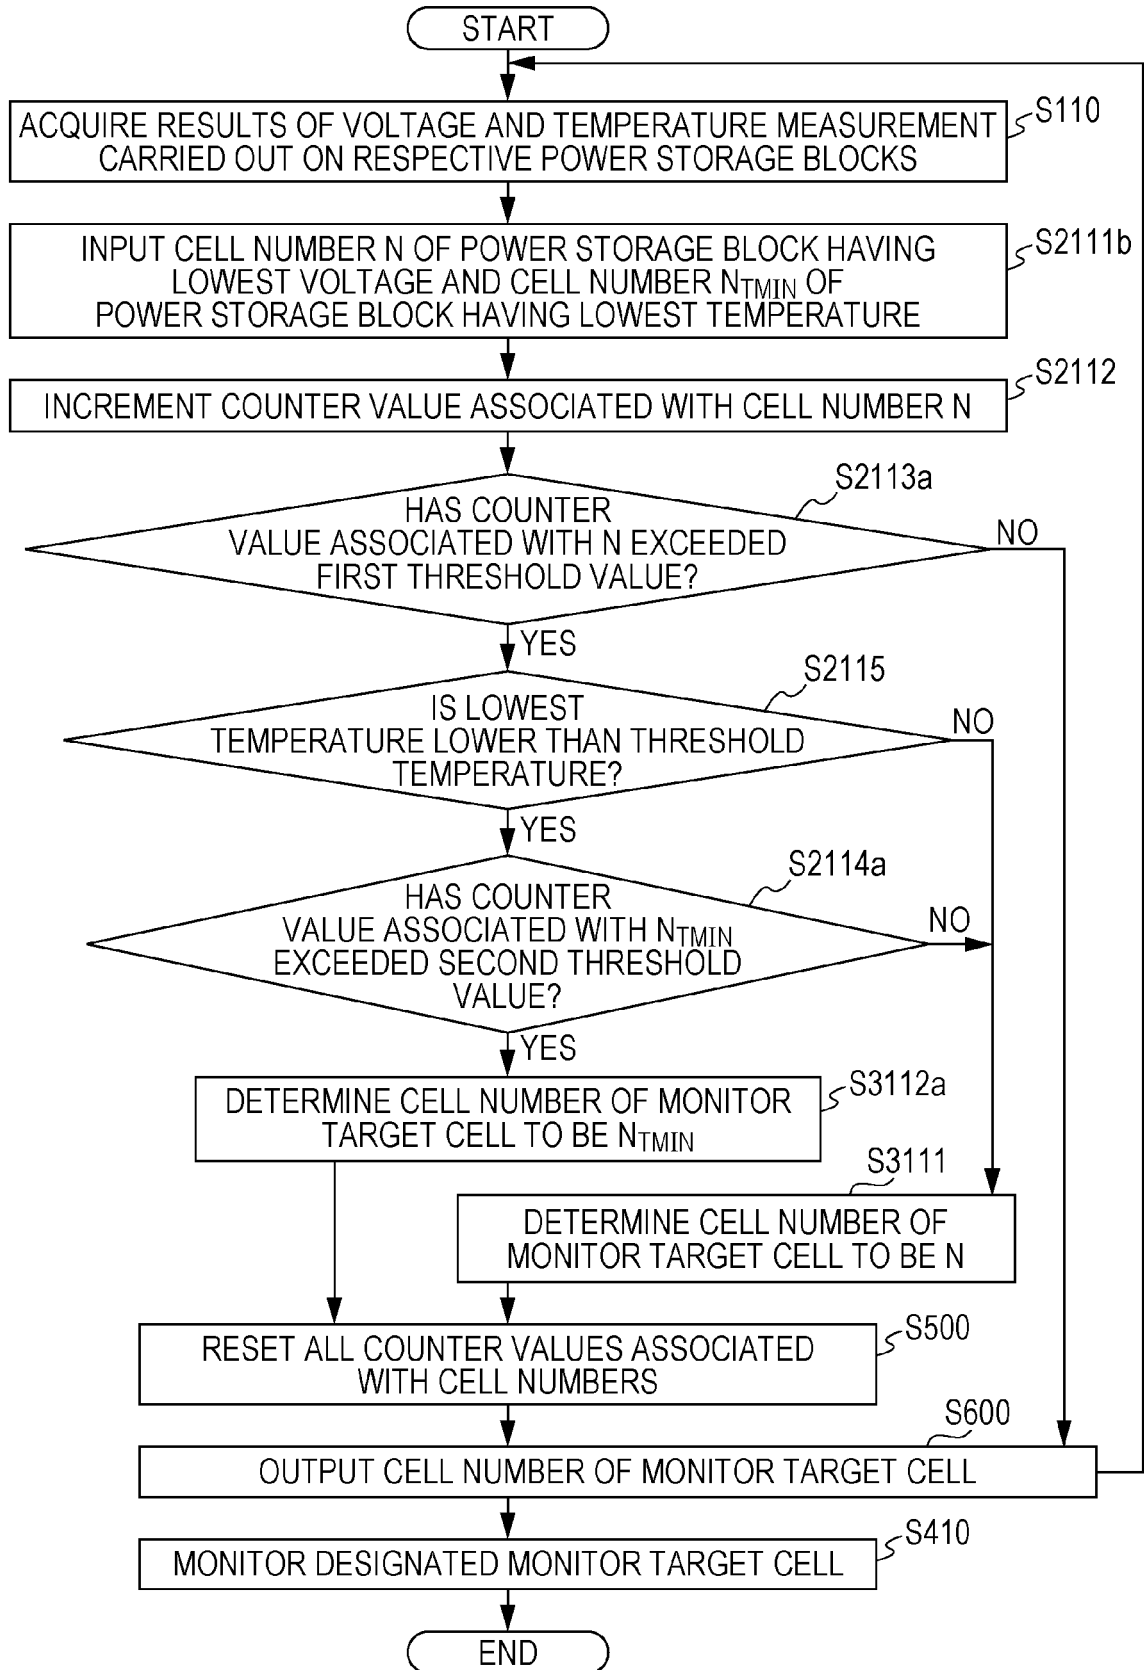 START
ACQUIRE RESULTS OF VOLTAGE AND TEMPERATURE MEASUREMENT
CARRIED OUT ON RESPECTIVE POWER STORAGE BLOCKS
S110
INPUT CELL NUMBER N OF POWER STORAGE BLOCK HAVING
LOWEST VOLTAGE AND CELL NUMBER NTMIN OF
POWER STORAGE BLOCK HAVING LOWEST TEMPERATURE
S2111b
INCREMENT COUNTER VALUE ASSOCIATED WITH CELL NUMBER N
S2112
HAS COUNTER
VALUE ASSOCIATED WITH N EXCEEDED
FIRST THRESHOLD VALUE?
S2113a
NO
YES
IS LOWEST
TEMPERATURE LOWER THAN THRESHOLD
TEMPERATURE?
S2115
NO
YES
HAS COUNTER
VALUE ASSOCIATED WITH NTMIN
EXCEEDED SECOND THRESHOLD
VALUE?
S2114a
NO
YES
DETERMINE CELL NUMBER OF MONITOR
TARGET CELL TO BE NTMIN
S3112a
S3111
DETERMINE CELL NUMBER OF
MONITOR TARGET CELL TO BE N
RESET ALL COUNTER VALUES ASSOCIATED
WITH CELL NUMBERS
S500
S600
OUTPUT CELL NUMBER OF MONITOR TARGET CELL
S410
MONITOR DESIGNATED MONITOR TARGET CELL
END